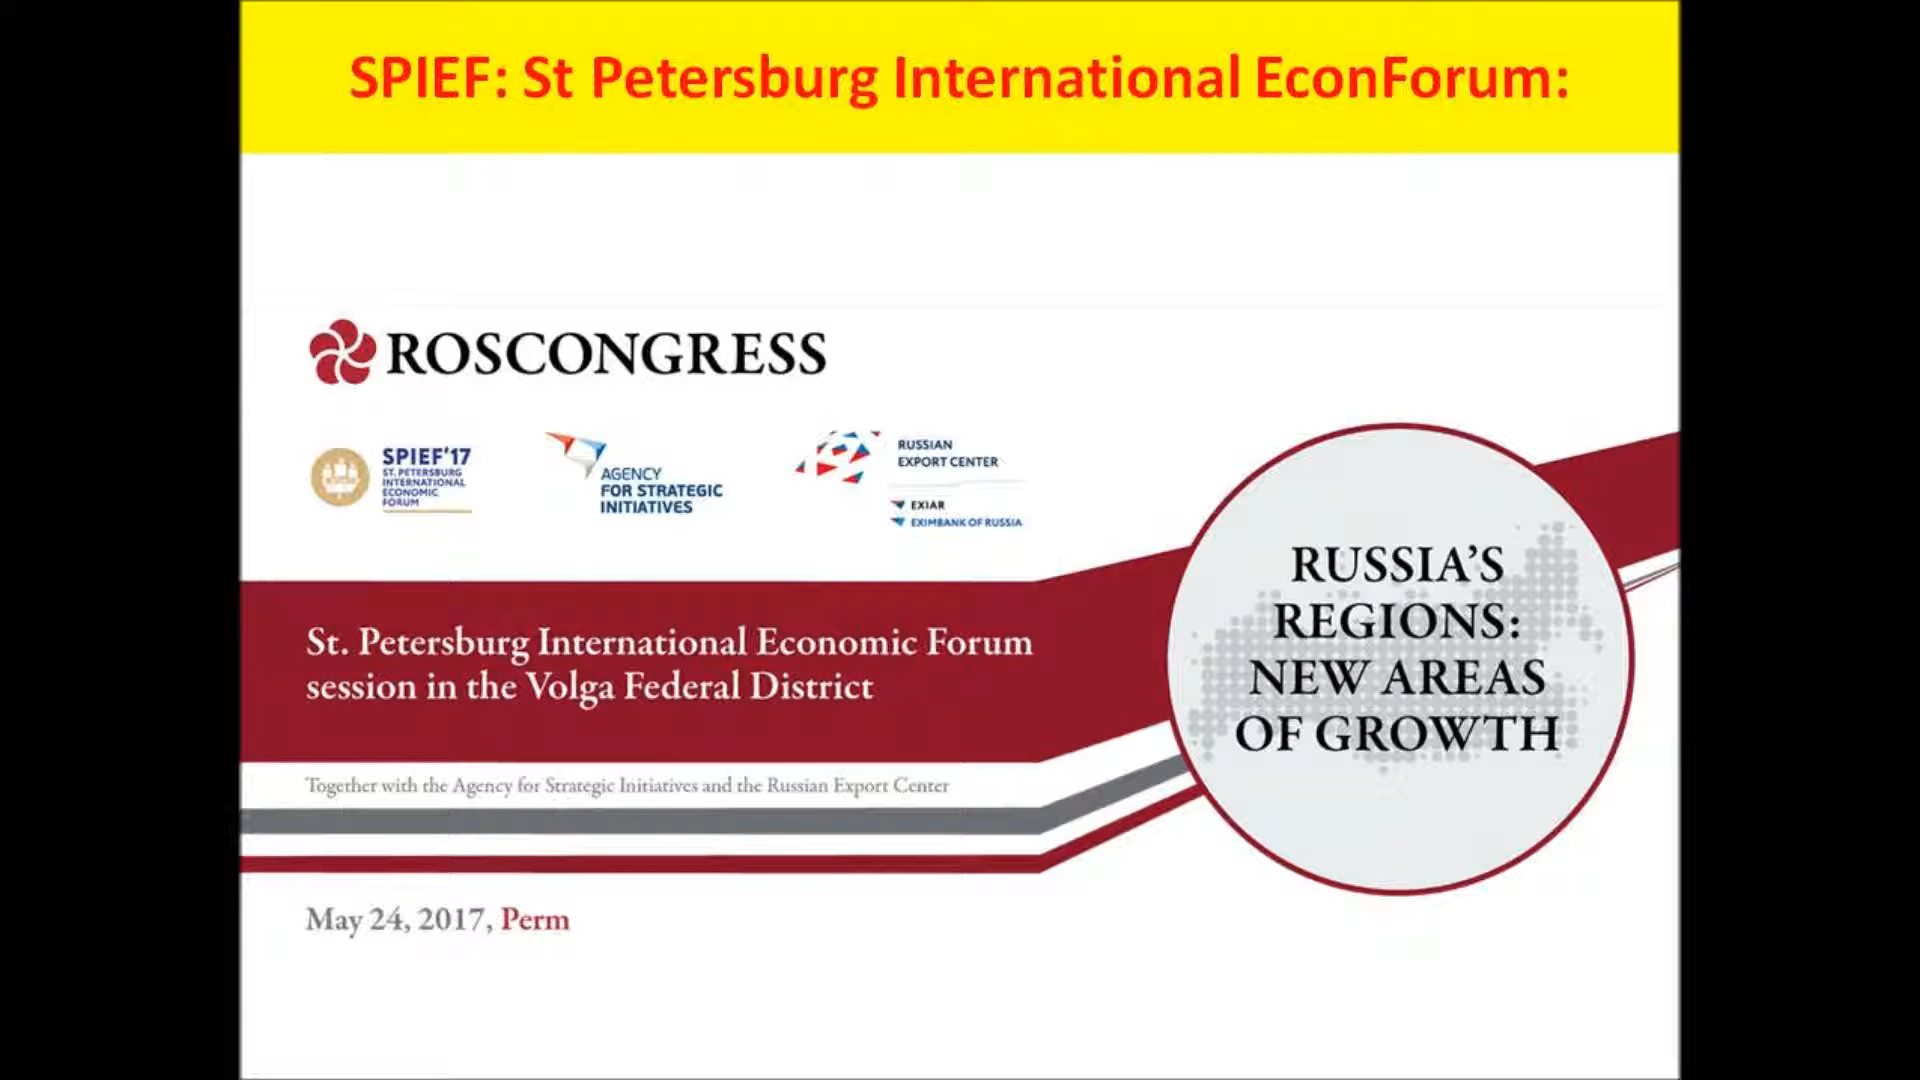 SPIEF: St Petersburg International EconForum:
ROSCONGRESS
SPIEF'17
ST. PETERSBURG
INTERNATIONAL
ECONOMIC
FORUM
AGENCY
FOR STRATEGIC
INITIATIVES
RUSSIAN
EXPORT CENTER
EXIAR
EXIMBANK OF RUSSIA
St. Petersburg International Economic Forum
session in the Volga Federal District
Together with the Agency for Strategic Initiatives and the Russian Export Center
May 24, 2017, Perm
RUSSIA'S
REGIONS:
NEW AREAS
OF GROWTH